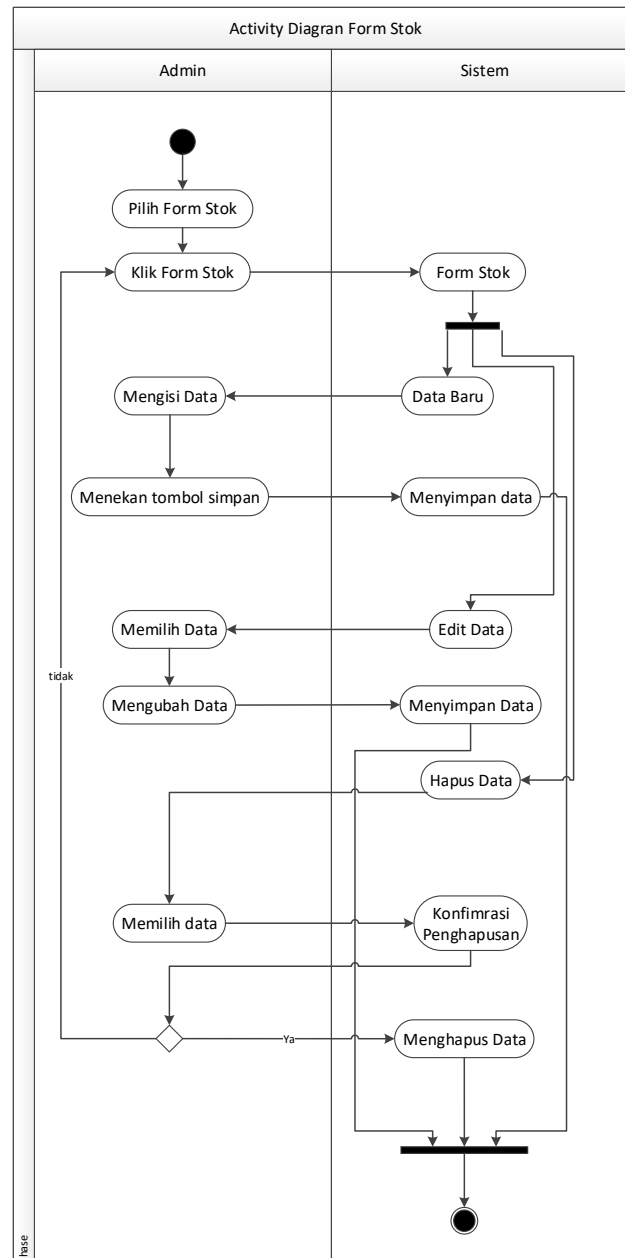 Activity Diagran Form Stok
Admin
Sistem
Pilih Form Stok
Klik Form Stok
Form Stok
Mengisi Data
Data Baru
Menekan tombol simpan
Menyimpan data
Memilih Data
Edit Data
tidak
Mengubah Data
Menyimpan Data
Hapus Data
Memilih data
Konfimrasi
Penghapusan
Ya
Menghapus Data
hase